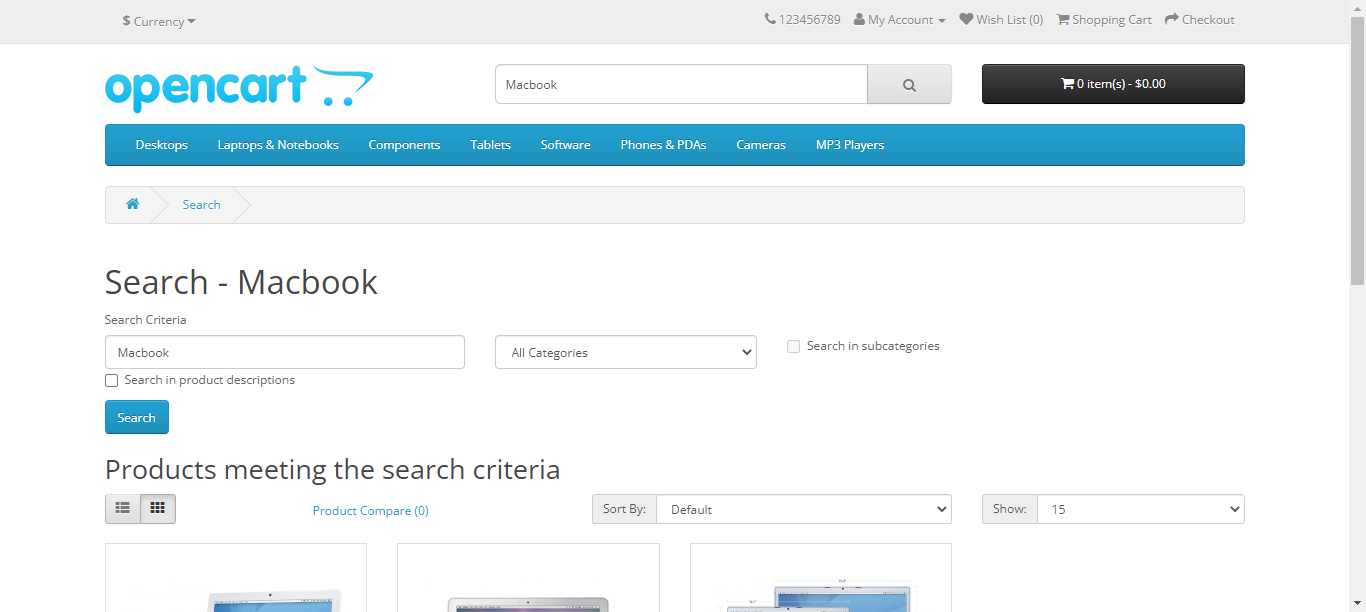 $ Currency 123456789 My Account Wish List (0) Shopping Cart Checkout
opencart Macbook 0 item(s) - $0.00
Desktops Laptops & Notebooks Components Tablets Software Phones & PDAs Cameras MP3 Players
Search
Search - Macbook
Search Criteria
Macbook All Categories Search in subcategories
Search in product descriptions
Search
Products meeting the search criteria
Product Compare (0) Sort By: Default Show: 15